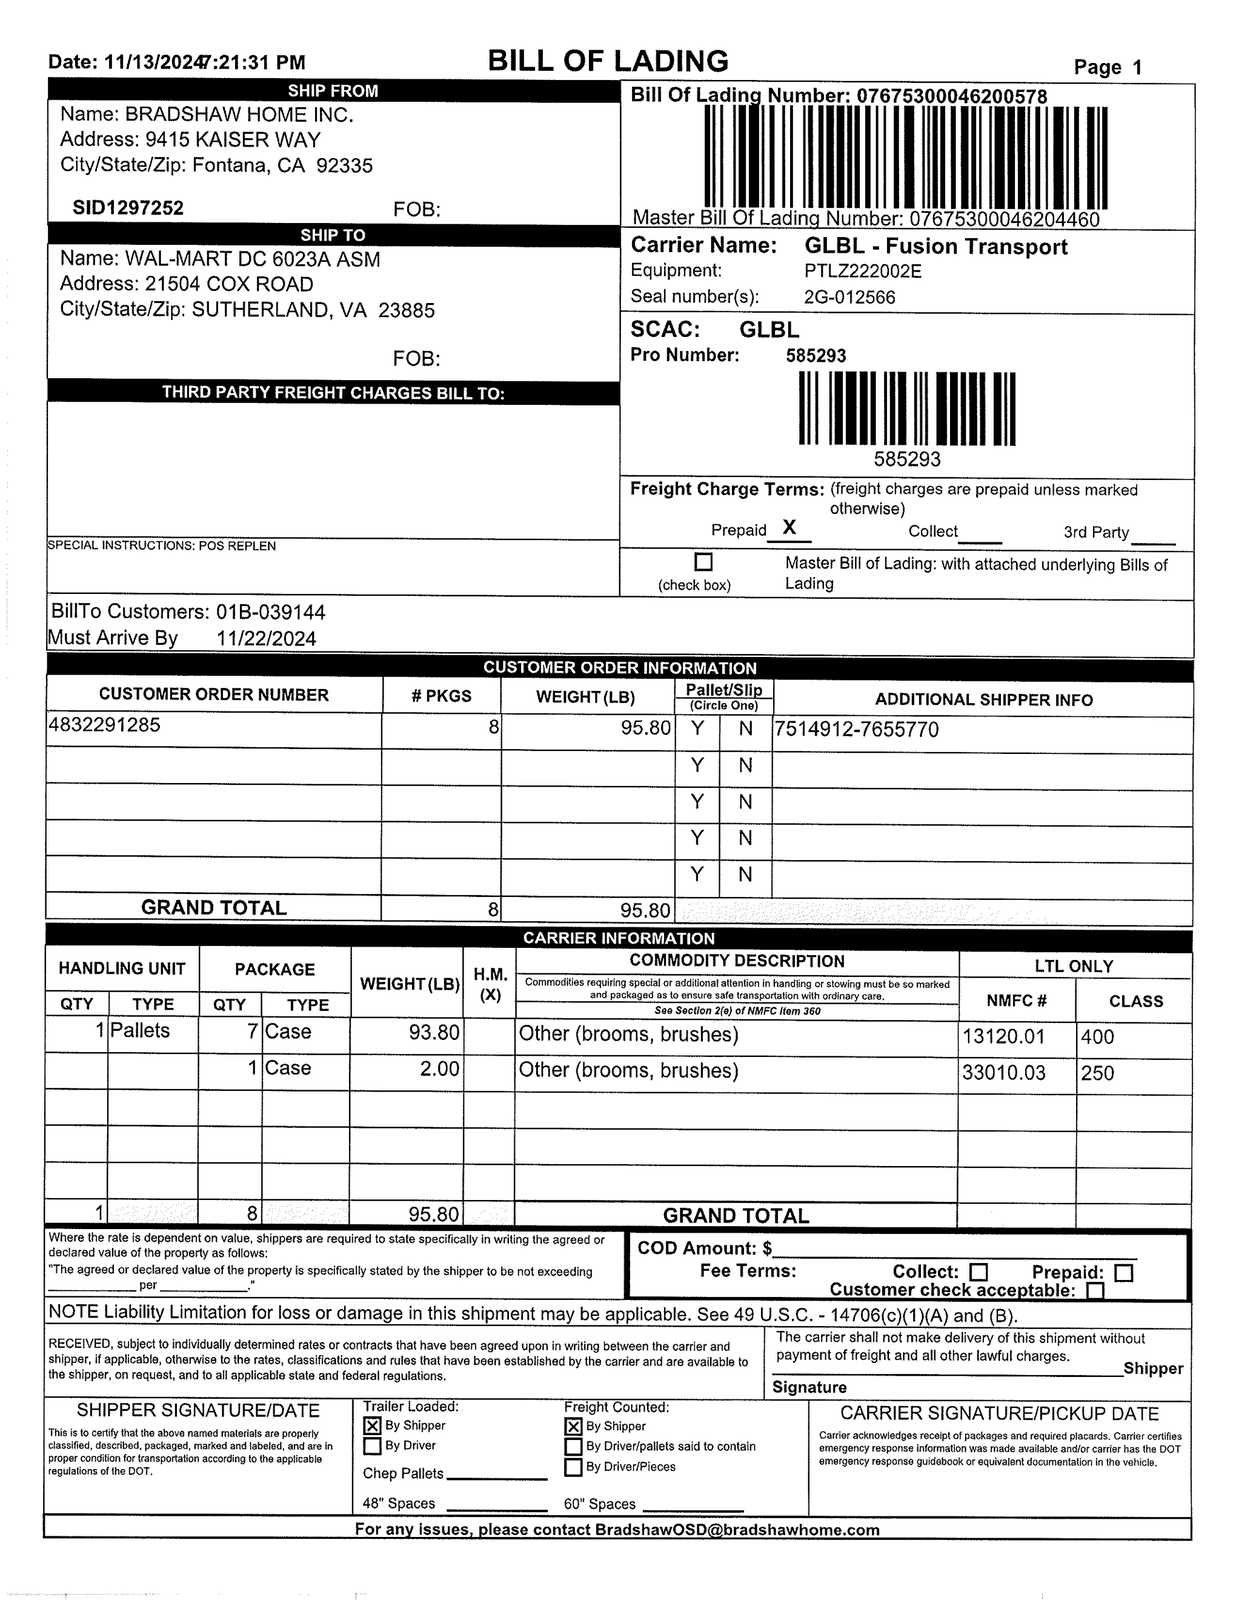 Date: 11/13/2024 7:21:31 PM
BILL OF LADING
Page 1
SHIP FROM
Name: BRADSHAW HOME INC.
Address: 9415 KAISER WAY
City/State/Zip: Fontana, CA 92335
SID1297252 FOB:
Bill Of Lading Number: 07675300046200578
Master Bill Of Lading Number: 07675300046204460
SHIP TO
Name: WAL-MART DC 6023A ASM
Address: 21504 COX ROAD
City/State/Zip: SUTHERLAND, VA 23885
FOB:
Carrier Name: GLBL - Fusion Transport
Equipment: PTLZ222002E
Seal number(s): 2G-012566
SCAC: GLBL
Pro Number: 585293
585293
THIRD PARTY FREIGHT CHARGES BILL TO:
SPECIAL INSTRUCTIONS: POS REPLEN
Freight Charge Terms: (freight charges are prepaid unless marked
otherwise)
Prepaid X Collect 3rd Party
(check box)
Master Bill of Lading: with attached underlying Bills of
Lading
BillTo Customers: 01B-039144
Must Arrive By 11/22/2024
CUSTOMER ORDER INFORMATION
CUSTOMER ORDER NUMBER # PKGS WEIGHT (LB) Pallet/Slip (Circle One) ADDITIONAL SHIPPER INFO
4832291285 8 95.80 Y N 7514912-7655770
Y N
Y N
Y N
Y N
GRAND TOTAL 8 95.80
CARRIER INFORMATION
HANDLING UNIT PACKAGE WEIGHT (LB) H.M. (X) COMMODITY DESCRIPTION LTL ONLY
Commodities requiring special or additional attention in handling or stowing must be so marked
and packaged as to ensure safe transportation with ordinary care.
See Section 2(e) of NMFC Item 360
QTY TYPE QTY TYPE NMFC # CLASS
1 Pallets 7 Case 93.80 Other (brooms, brushes) 13120.01 400
1 Case 2.00 Other (brooms, brushes) 33010.03 250
1 8 95.80 GRAND TOTAL
Where the rate is dependent on value, shippers are required to state specifically in writing the agreed or
declared value of the property as follows:
"The agreed or declared value of the property is specifically stated by the shipper to be not exceeding
______________ per ______________."
COD Amount: $
Fee Terms: Collect: Prepaid:
Customer check acceptable:
NOTE Liability Limitation for loss or damage in this shipment may be applicable. See 49 U.S.C. - 14706(c)(1)(A) and (B).
RECEIVED, subject to individually determined rates or contracts that have been agreed upon in writing between the carrier and
shipper, if applicable, otherwise to the rates, classifications and rules that have been established by the carrier and are available to
the shipper, on request, and to all applicable state and federal regulations.
The carrier shall not make delivery of this shipment without
payment of freight and all other lawful charges.
Shipper
Signature
SHIPPER SIGNATURE/DATE
This is to certify that the above named materials are properly
classified, described, packaged, marked and labeled, and are in
proper condition for transportation according to the applicable
regulations of the DOT.
Trailer Loaded:
By Shipper
By Driver
Chep Pallets
48" Spaces
Freight Counted:
By Shipper
By Driver/pallets said to contain
By Driver/Pieces
60" Spaces
CARRIER SIGNATURE/PICKUP DATE
Carrier acknowledges receipt of packages and required placards. Carrier certifies
emergency response information was made available and/or carrier has the DOT
emergency response guidebook or equivalent documentation in the vehicle.
For any issues, please contact BradshawOSD@bradshawhome.com